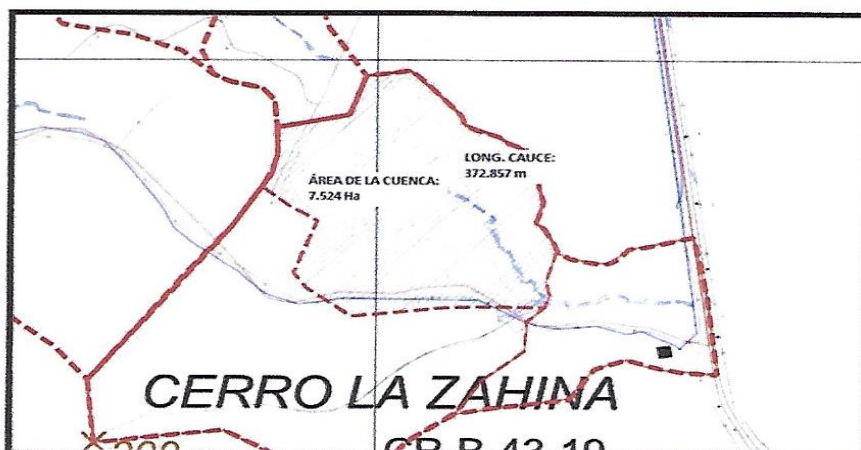 LONG. CAUCE:
372.857 m
ÁREA DE LA CUENCA:
7.524 Ha
CERRO LA ZAHINA